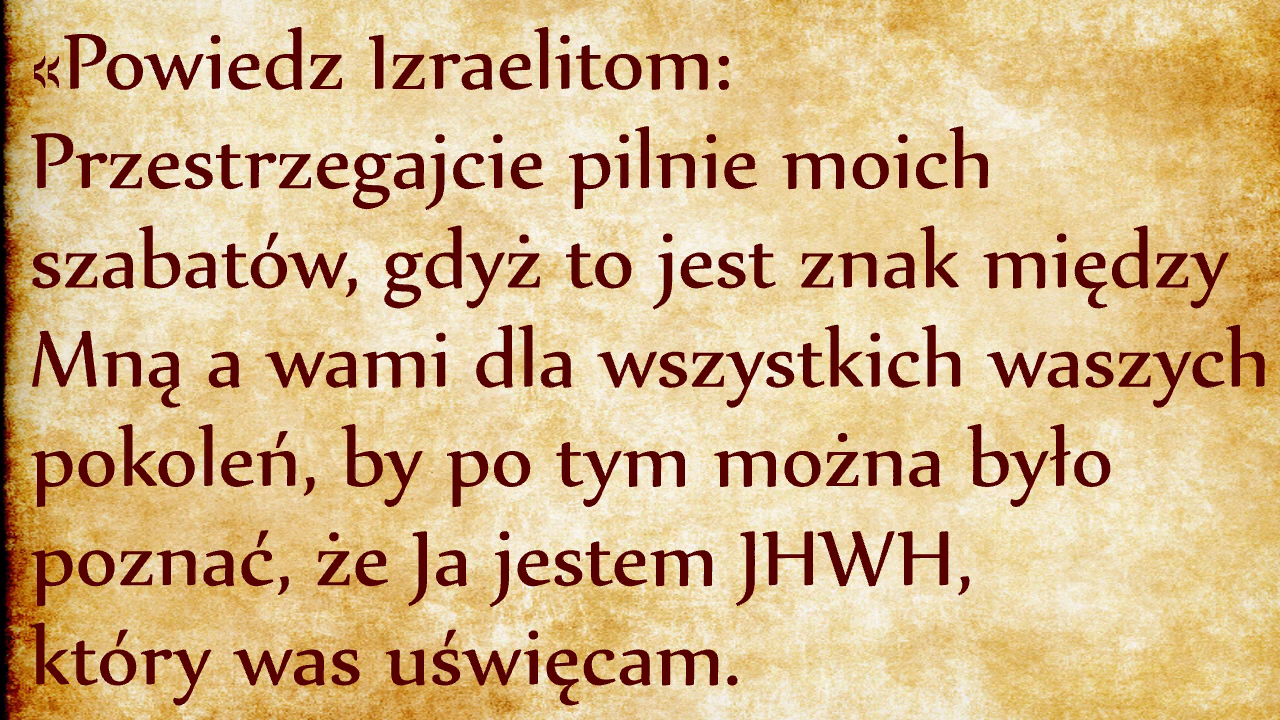 «Powiedz Izraelitom:
Przestrzegajcie pilnie moich
szabatów, gdyż to jest znak między
Mną a wami dla wszystkich waszych
pokoleń, by po tym można było
poznać, że Ja jestem JHWH,
który was uświęcam.